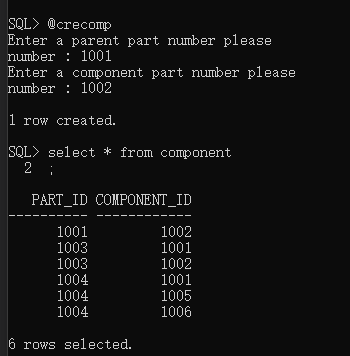 SQL> @crecomp
Enter a parent part number please
number : 1001
Enter a component part number please
number : 1002
1 row created.
SQL> select * from component
2 ;
PART_ID COMPONENT_ID
---------- ------------
1001 1002
1003 1001
1003 1002
1004 1001
1004 1005
1004 1006
6 rows selected.